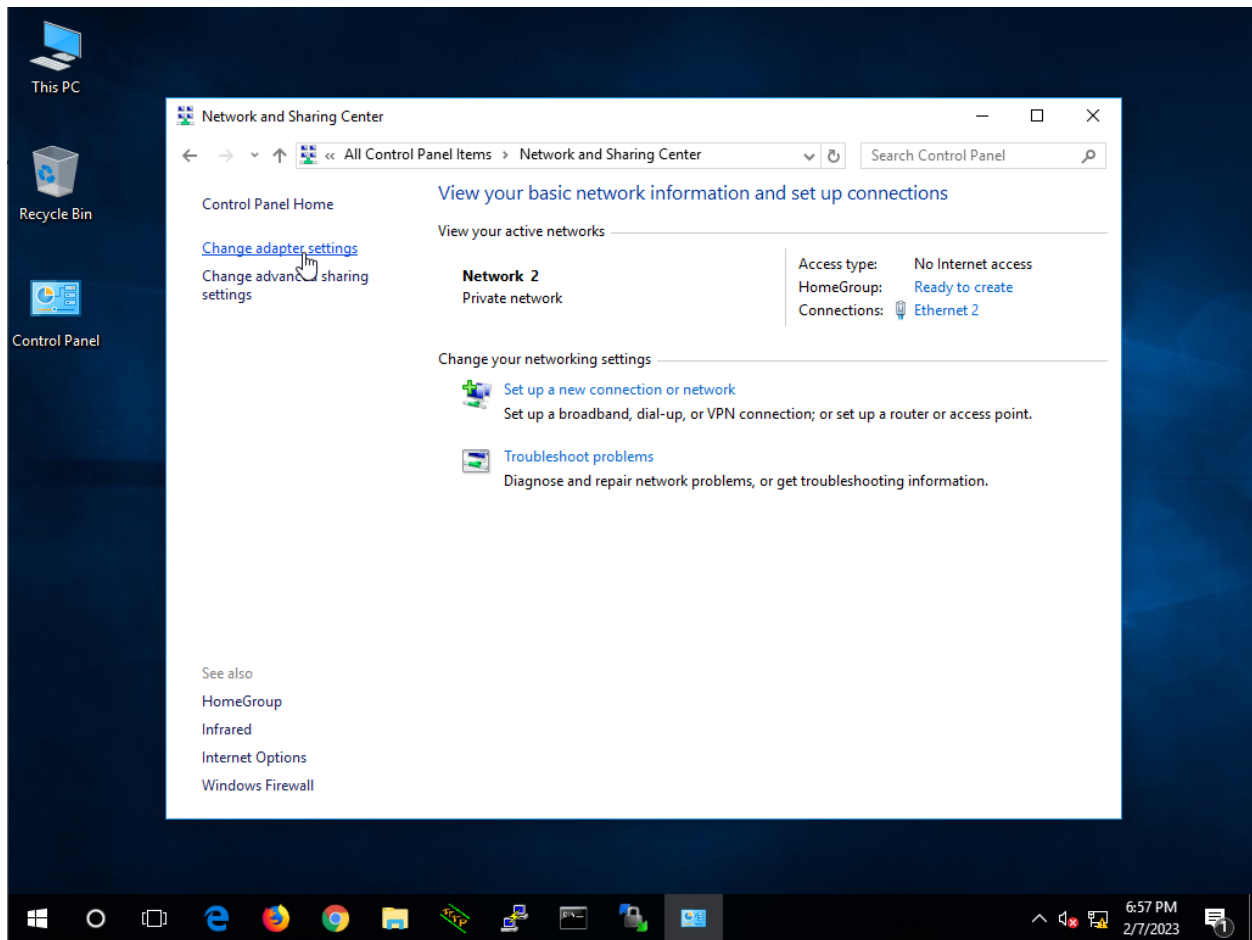 This PC
Recycle Bin
Control Panel
Network and Sharing Center
« All Control Panel Items › Network and Sharing Center
Search Control Panel
Control Panel Home
Change adapter settings
Change advanced sharing
settings
See also
HomeGroup
Infrared
Internet Options
Windows Firewall
View your basic network information and set up connections
View your active networks
Network 2
Private network
Access type: No Internet access
HomeGroup: Ready to create
Connections: Ethernet 2
Change your networking settings
Set up a new connection or network
Set up a broadband, dial-up, or VPN connection; or set up a router or access point.
Troubleshoot problems
Diagnose and repair network problems, or get troubleshooting information.
6:57 PM
2/7/2023
1